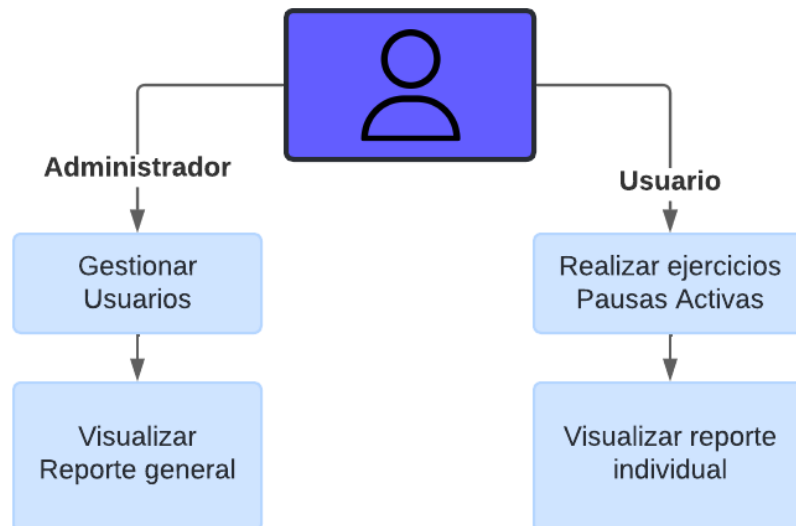 Administrador
Usuario
Gestionar
Usuarios
Realizar ejercicios
Pausas Activas
Visualizar
Reporte general
Visualizar reporte
individual